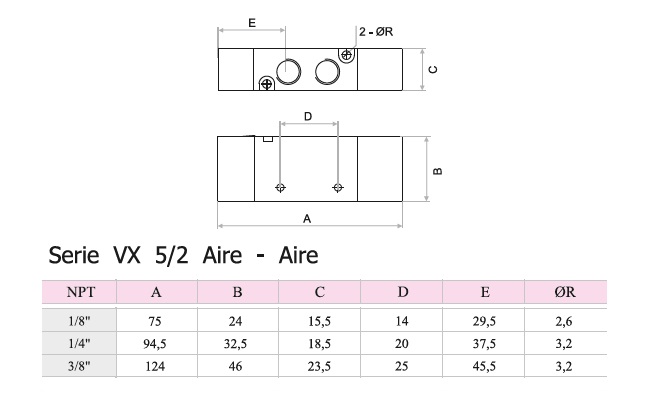 E
2 - ØR
C
D
B
A
Serie VX 5/2 Aire - Aire
NPT A B C D E ØR
1/8" 75 24 15,5 14 29,5 2,6
1/4" 94,5 32,5 18,5 20 37,5 3,2
3/8" 124 46 23,5 25 45,5 3,2